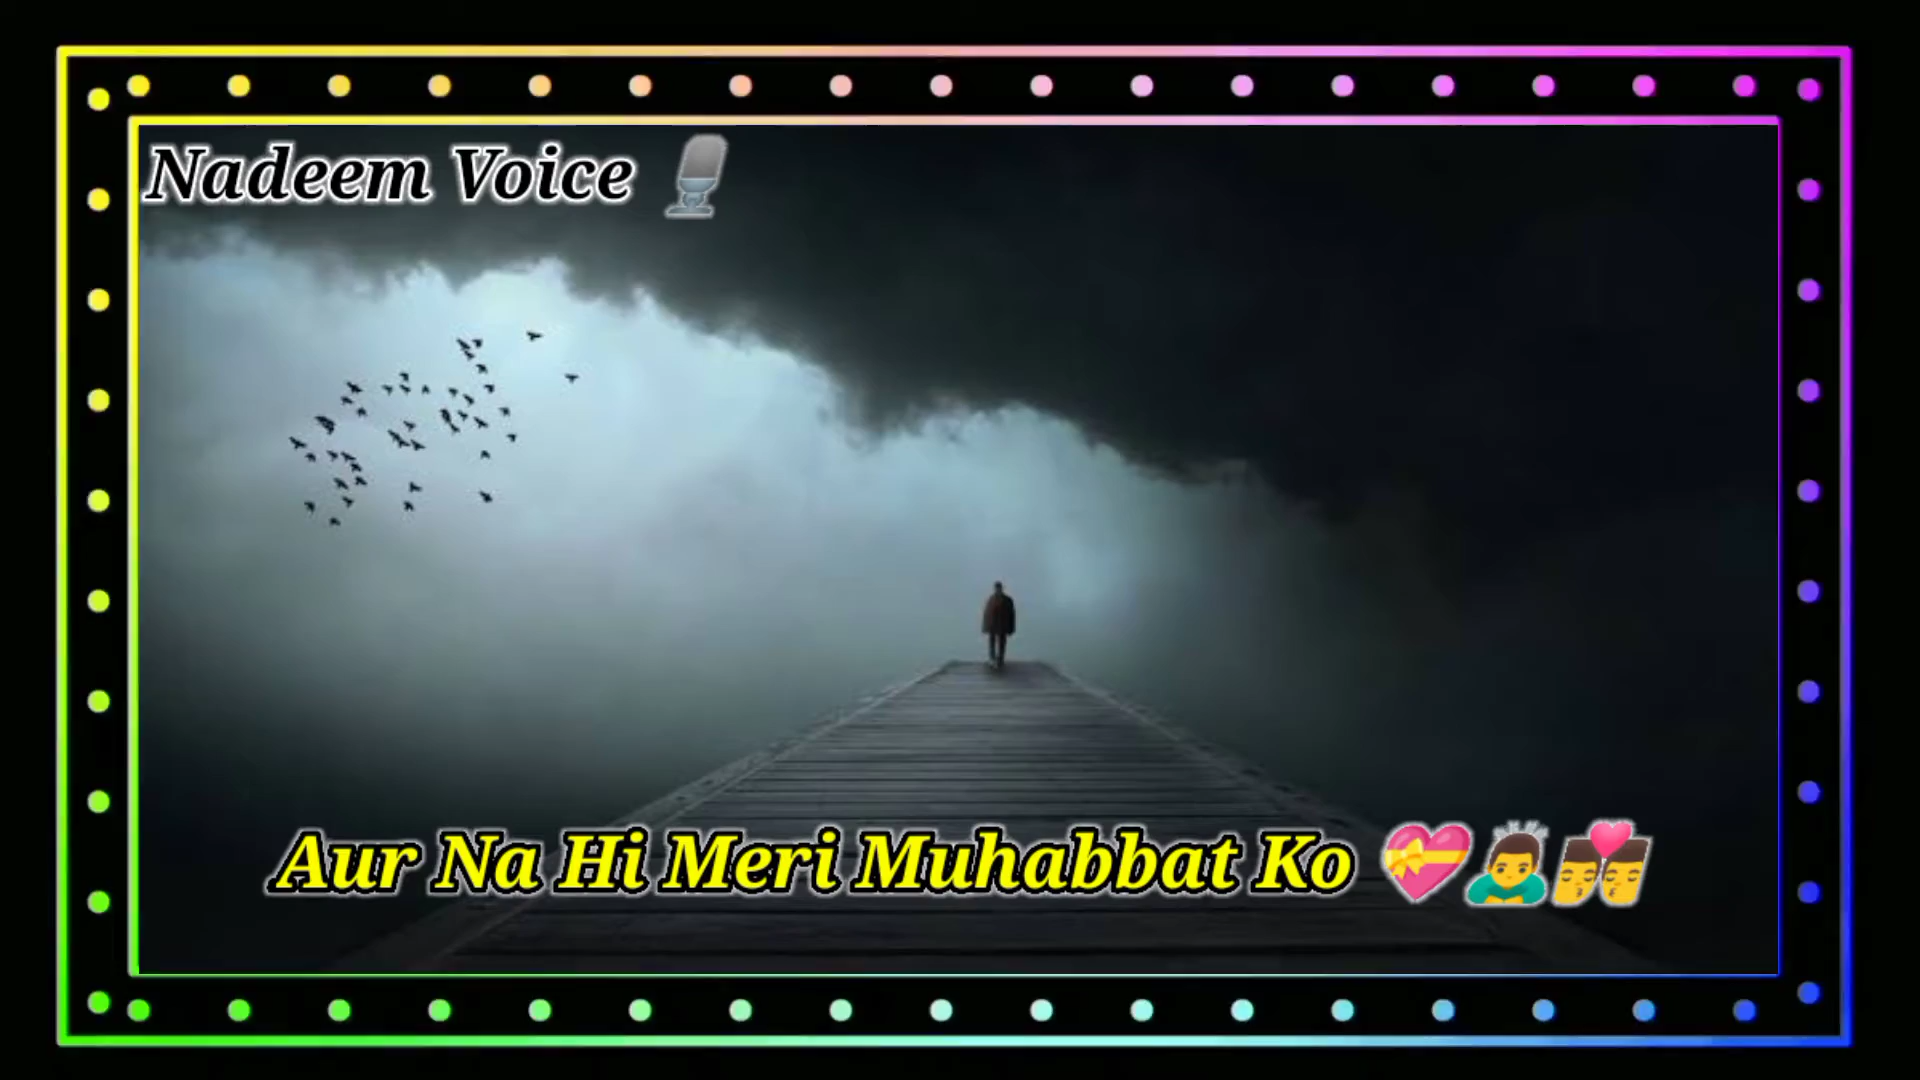 Nadeem Voice 🎙️
Aur Na Hi Meri Muhabbat Ko 💝🙇‍♂️👨‍❤️‍💋‍👨